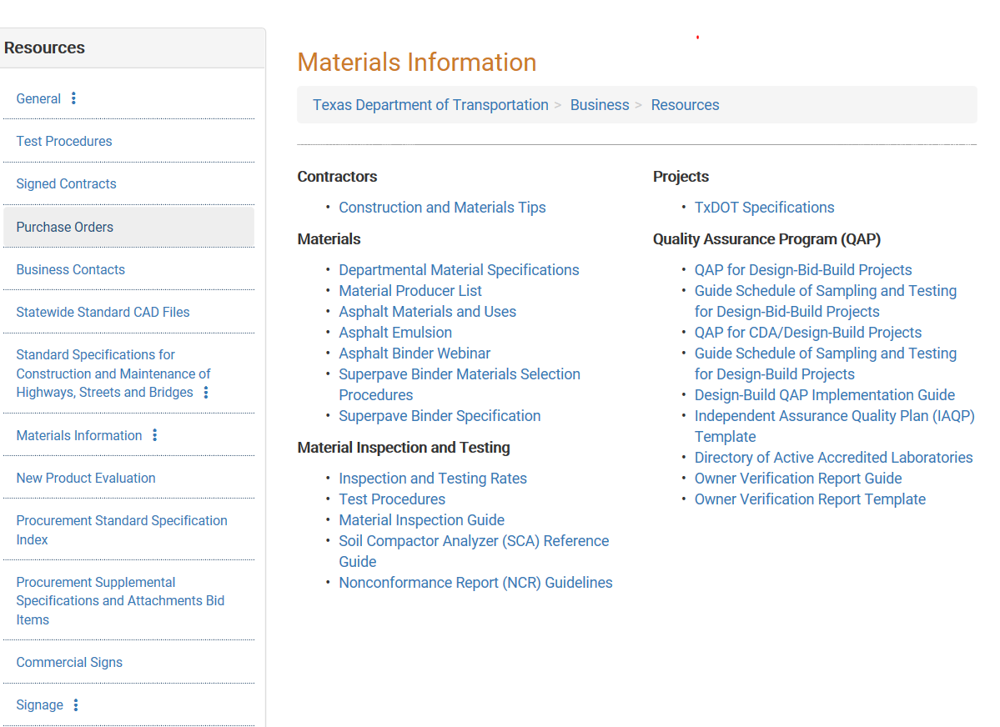 Resources
General
Test Procedures
Signed Contracts
Purchase Orders
Business Contacts
Statewide Standard CAD Files
Standard Specifications for
Construction and Maintenance of
Highways, Streets and Bridges
Materials Information
New Product Evaluation
Procurement Standard Specification
Index
Procurement Supplemental
Specifications and Attachments Bid
Items
Commercial Signs
Signage
Materials Information
Texas Department of Transportation > Business > Resources
Contractors
• Construction and Materials Tips
Materials
• Departmental Material Specifications
• Material Producer List
• Asphalt Materials and Uses
• Asphalt Emulsion
• Asphalt Binder Webinar
• Superpave Binder Materials Selection
Procedures
• Superpave Binder Specification
Material Inspection and Testing
• Inspection and Testing Rates
• Test Procedures
• Material Inspection Guide
• Soil Compactor Analyzer (SCA) Reference
Guide
• Nonconformance Report (NCR) Guidelines
Projects
• TxDOT Specifications
Quality Assurance Program (QAP)
• QAP for Design-Bid-Build Projects
• Guide Schedule of Sampling and Testing
for Design-Bid-Build Projects
• QAP for CDA/Design-Build Projects
• Guide Schedule of Sampling and Testing
for Design-Build Projects
• Design-Build QAP Implementation Guide
• Independent Assurance Quality Plan (IAQP)
Template
• Directory of Active Accredited Laboratories
• Owner Verification Report Guide
• Owner Verification Report Template